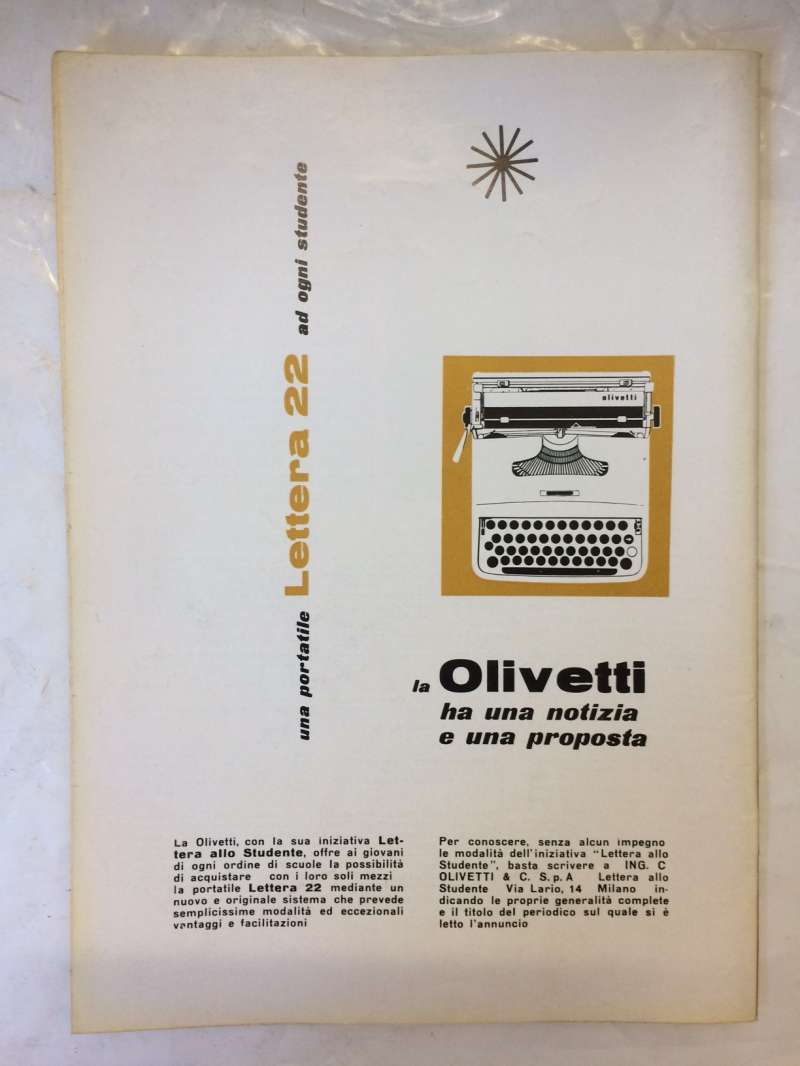 una portatile Lettera 22 ad ogni studente
olivetti
la Olivetti
ha una notizia
e una proposta
La Olivetti, con la sua iniziativa Let-
tera allo Studente, offre ai giovani
di ogni ordine di scuole la possibilità
di acquistare con i loro soli mezzi
la portatile Lettera 22 mediante un
nuovo e originale sistema che prevede
semplicissime modalità ed eccezionali
vantaggi e facilitazioni
Per conoscere, senza alcun impegno
le modalità dell'iniziativa "Lettera allo
Studente", basta scrivere a ING. C
OLIVETTI & C. S.p.A Lettera allo
Studente Via Lario, 14 Milano in-
dicando le proprie generalità complete
e il titolo del periodico sul quale si è
letto l'annuncio